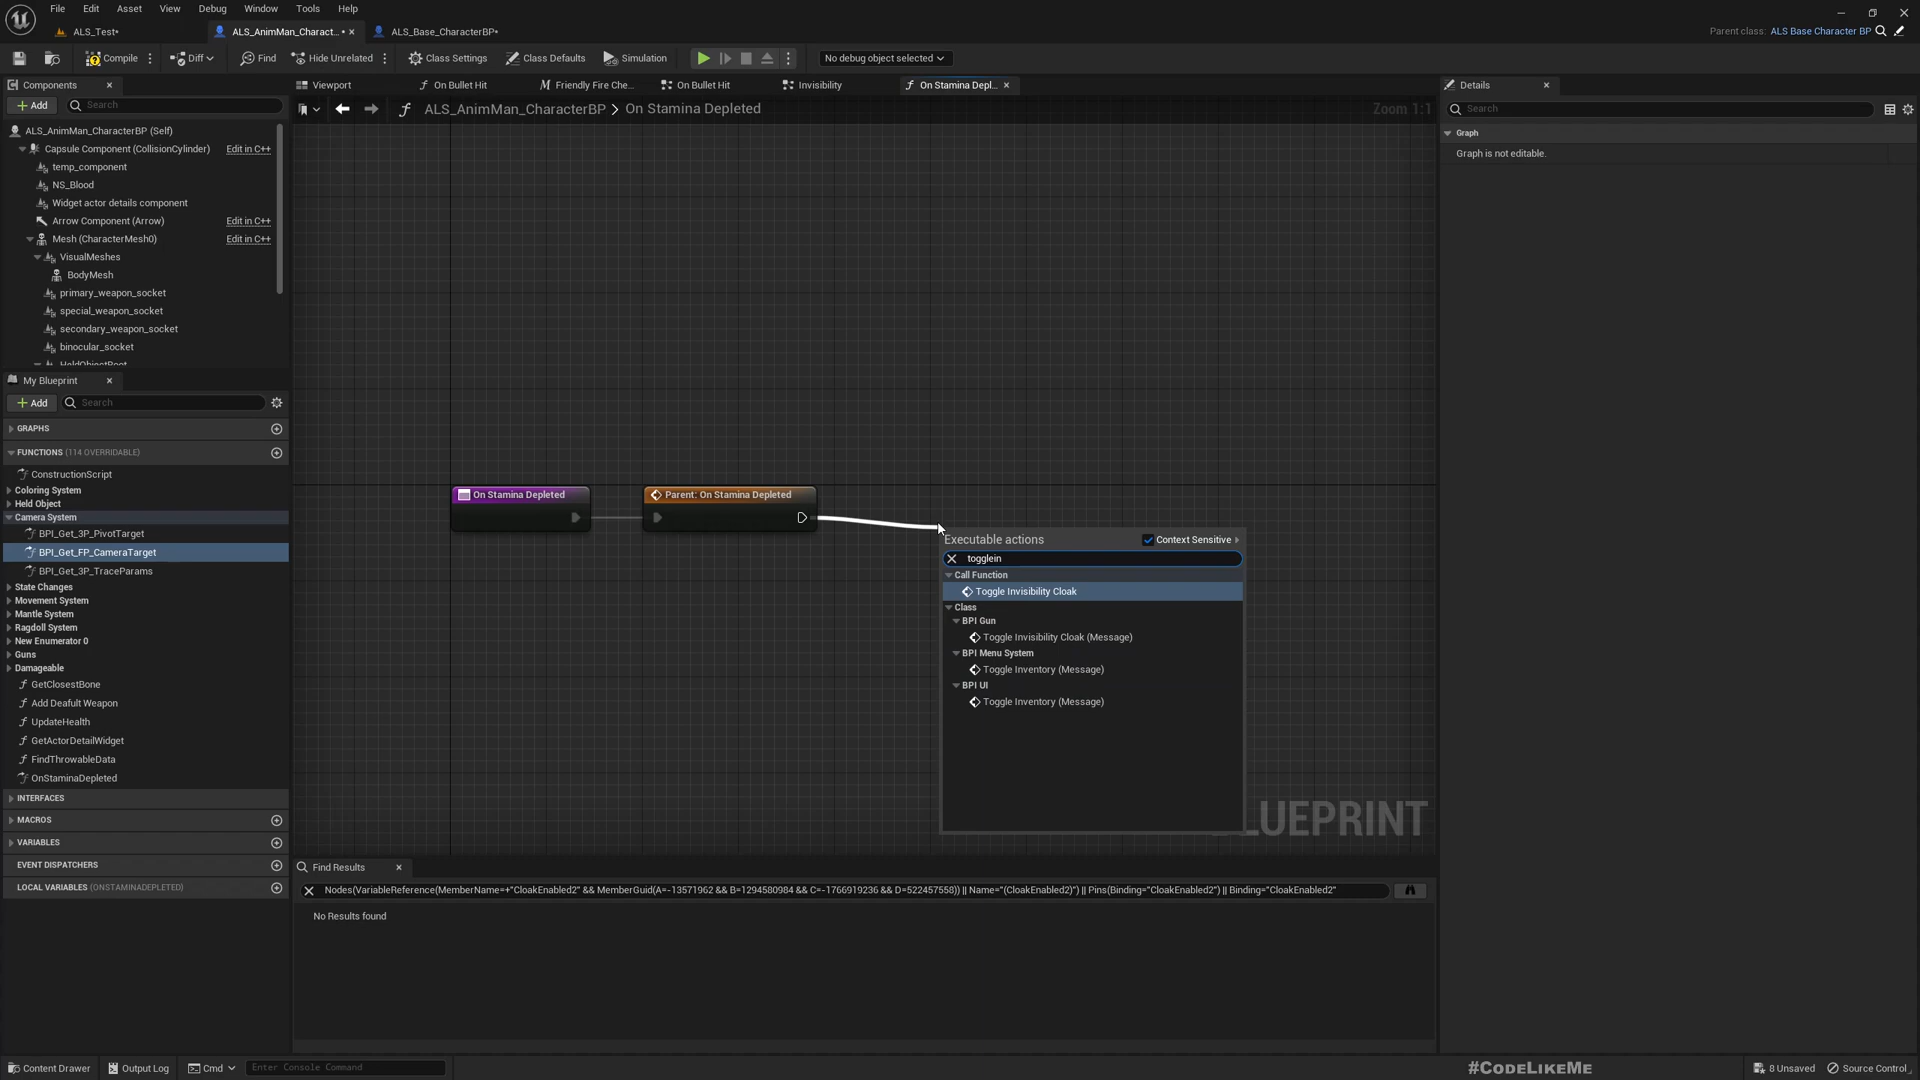 File Edit Asset View Debug Window Tools Help
ALS_Test* ALS_AnimMan_Charact...* ALS_Base_CharacterBP* Parent class: ALS Base Character BP
Compile Diff Find Hide Unrelated Class Settings Class Defaults Simulation No debug object selected
Components Viewport On Bullet Hit Friendly Fire Che... On Bullet Hit Invisibility On Stamina Depl... Details
Add Search ALS_AnimMan_CharacterBP > On Stamina Depleted Zoom 1:1 Search
ALS_AnimMan_CharacterBP (Self)
Graph
Graph is not editable.
Capsule Component (CollisionCylinder) Edit in C++
temp_component
NS_Blood
Widget actor details component
Arrow Component (Arrow) Edit in C++
Mesh (CharacterMesh0) Edit in C++
VisualMeshes
BodyMesh
primary_weapon_socket
special_weapon_socket
secondary_weapon_socket
binocular_socket
HeldObjectRoot
My Blueprint
Add Search
GRAPHS
FUNCTIONS (114 OVERRIDABLE)
ConstructionScript
Coloring System
Held Object
Camera System
BPI_Get_3P_PivotTarget
BPI_Get_FP_CameraTarget
BPI_Get_3P_TraceParams
State Changes
Movement System
Mantle System
Ragdoll System
New Enumerator 0
Guns
Damageable
GetClosestBone
Add Deafult Weapon
UpdateHealth
GetActorDetailWidget
FindThrowableData
OnStaminaDepleted
INTERFACES
MACROS
VARIABLES
EVENT DISPATCHERS
LOCAL VARIABLES (ONSTAMINADEPLETED)
On Stamina Depleted
Parent: On Stamina Depleted
Executable actions Context Sensitive
togglein
Call Function
Toggle Invisibility Cloak
Class
BPI Gun
Toggle Invisibility Cloak (Message)
BPI Menu System
Toggle Inventory (Message)
BPI UI
Toggle Inventory (Message)
LUEPRINT
Find Results
Nodes(VariableReference(MemberName=+"CloakEnabled2" && MemberGuid(A=-13571962 && B=1294580984 && C=-1766919236 && D=522457558)) || Name="(CloakEnabled2)") || Pins(Binding="CloakEnabled2") || Binding="CloakEnabled2"
No Results found
#CODELIKEME
Content Drawer Output Log Cmd Enter Console Command 8 Unsaved Source Control